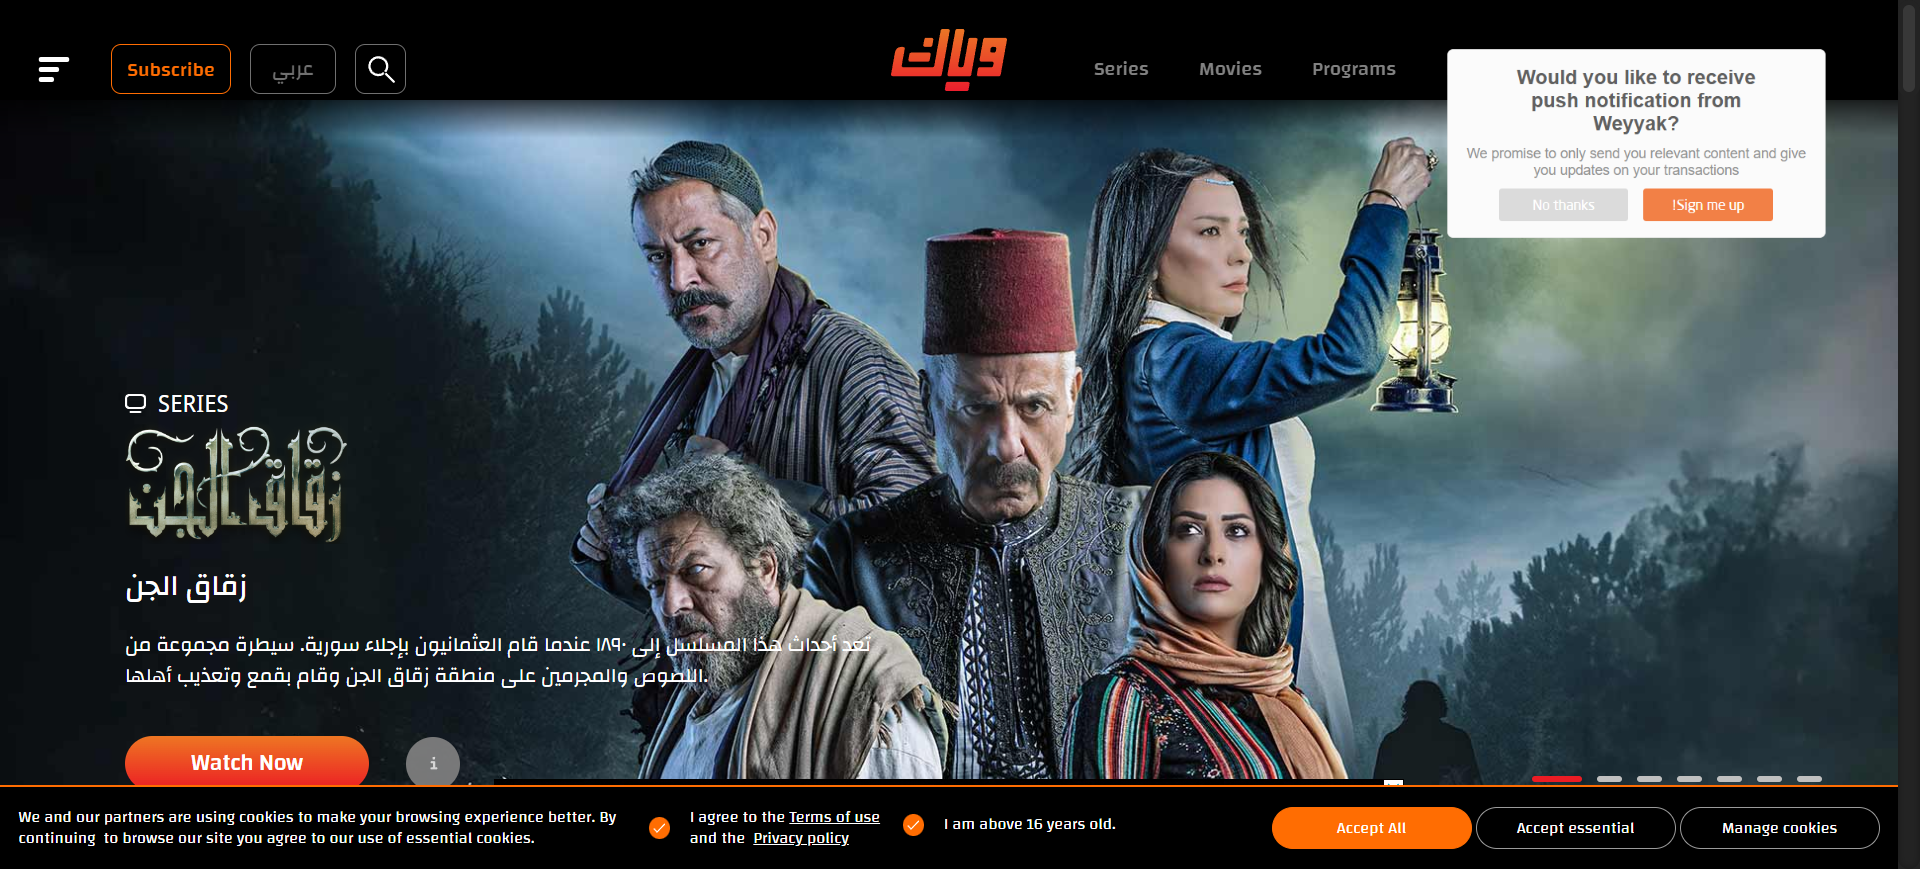 Subscribe
عربي
وياك
Series
Movies
Programs
Would you like to receive
push notification from
Weyyak?
We promise to only send you relevant content and give
you updates on your transactions
No thanks
!Sign me up
SERIES
زقاق الجن
زقاق الجن
تعد أحداث هذا المسلسل إلى ١٨٩٠ عندما قام العثمانيون بإجلاء سورية. سيطرة مجموعة من
اللصوص والمجرمين على منطقة زقاق الجن وقام بقمع وتعذيب أهلها.
Watch Now
i
We and our partners are using cookies to make your browsing experience better. By
continuing to browse our site you agree to our use of essential cookies.
I agree to the Terms of use
and the Privacy policy
I am above 16 years old.
Accept All
Accept essential
Manage cookies